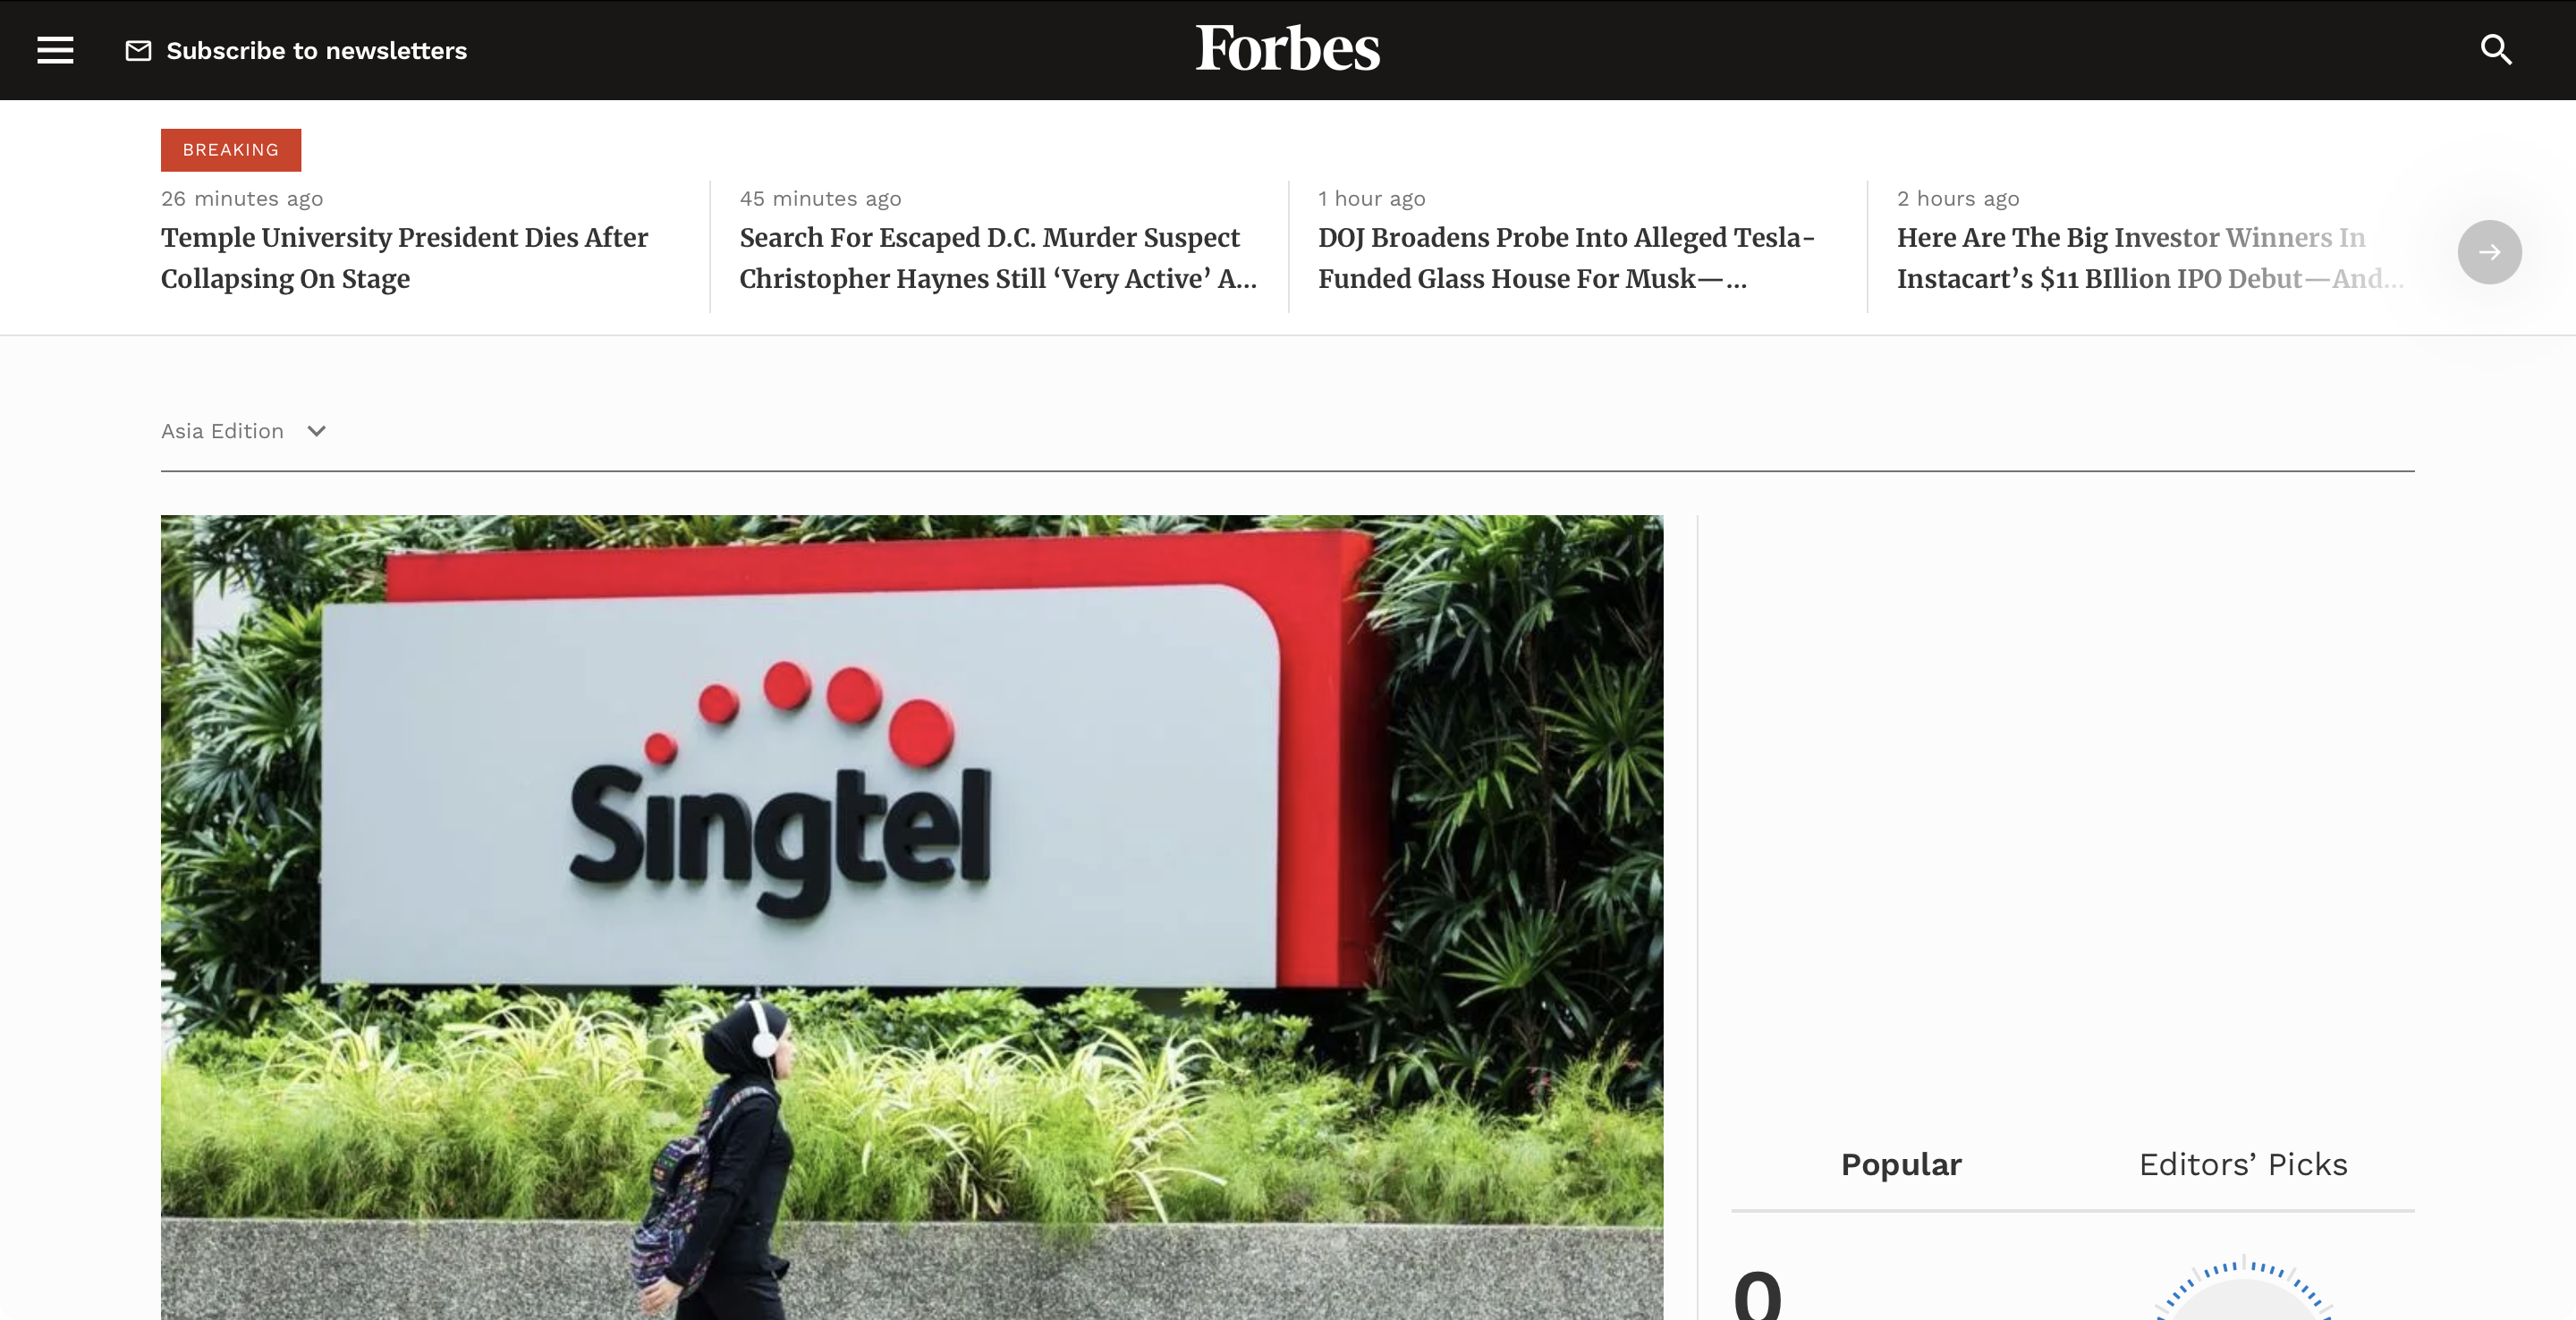 Subscribe to newsletters
Forbes
BREAKING
26 minutes ago
Temple University President Dies After
Collapsing On Stage
45 minutes ago
Search For Escaped D.C. Murder Suspect
Christopher Haynes Still ‘Very Active’ A...
1 hour ago
DOJ Broadens Probe Into Alleged Tesla-
Funded Glass House For Musk—...
2 hours ago
Here Are The Big Investor Winners In
Instacart’s $11 BIllion IPO Debut—And...
Asia Edition
Singtel
Popular
Editors’ Picks
0